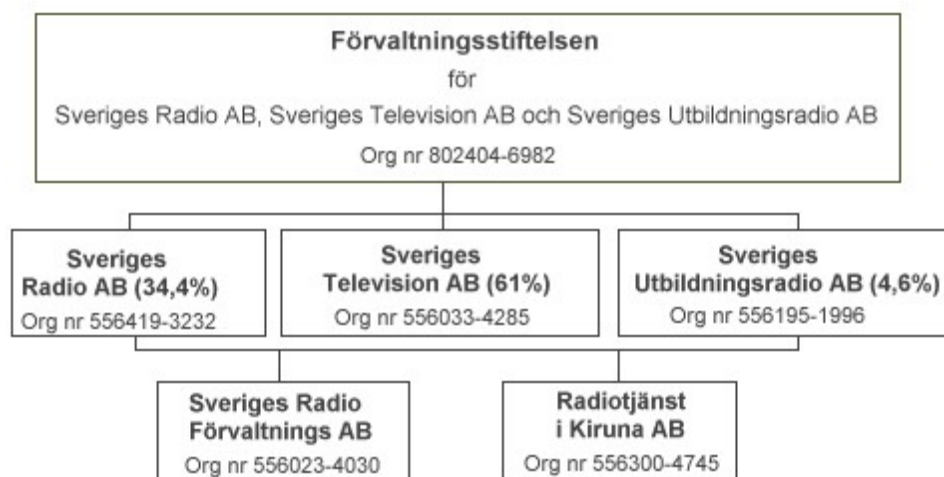 Förvaltningsstiftelsen
för
Sveriges Radio AB, Sveriges Television AB och Sveriges Utbildningsradio AB
Org nr 802404-6982
Sveriges
Radio AB (34,4%)
Org nr 556419-3232
Sveriges
Television AB (61%)
Org nr 556033-4285
Sveriges
Utbildningsradio AB (4,6%)
Org nr 556195-1996
Sveriges Radio
Förvaltnings AB
Org nr 556023-4030
Radiotjänst
i Kiruna AB
Org nr 556300-4745